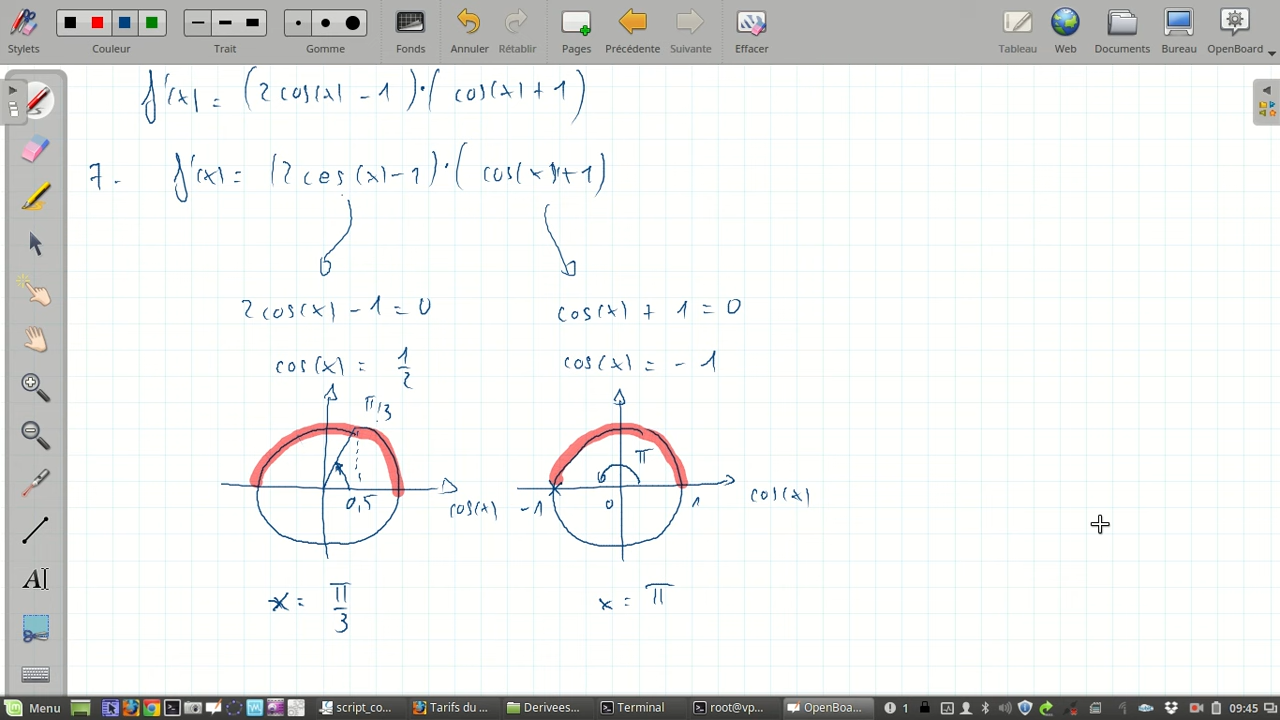 Stylets Couleur Trait Gomme Fonds Annuler Rétablir Pages Précédente Suivante Effacer Tableau Web Documents Bureau OpenBoard
f'(x) = (2 cos(x) - 1) · (cos(x) + 1)
7. f'(x) = (2 cos(x) - 1) · (cos(x) + 1)
2 cos(x) - 1 = 0
cos(x) + 1 = 0
cos(x) = 1/2
cos(x) = - 1
π/3
0,5
cos(x)
π
-1
0
1
cos(x)
x = π/3
x = π
Menu script_co... Tarifs du ... Derivees... Terminal root@vp... OpenBoa... 1 09:45